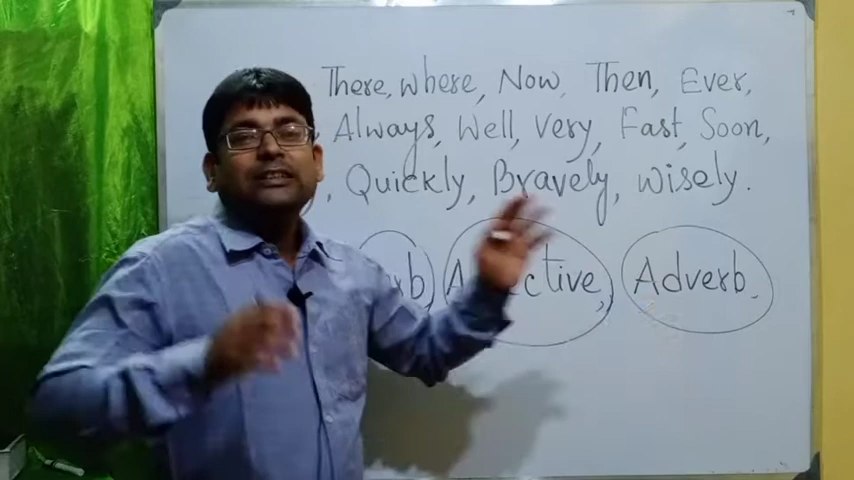 There, where, Now, Then, Ever,
Always, Well, Very, Fast, Soon,
, Quickly, Bravely, wisely.
Adverb.